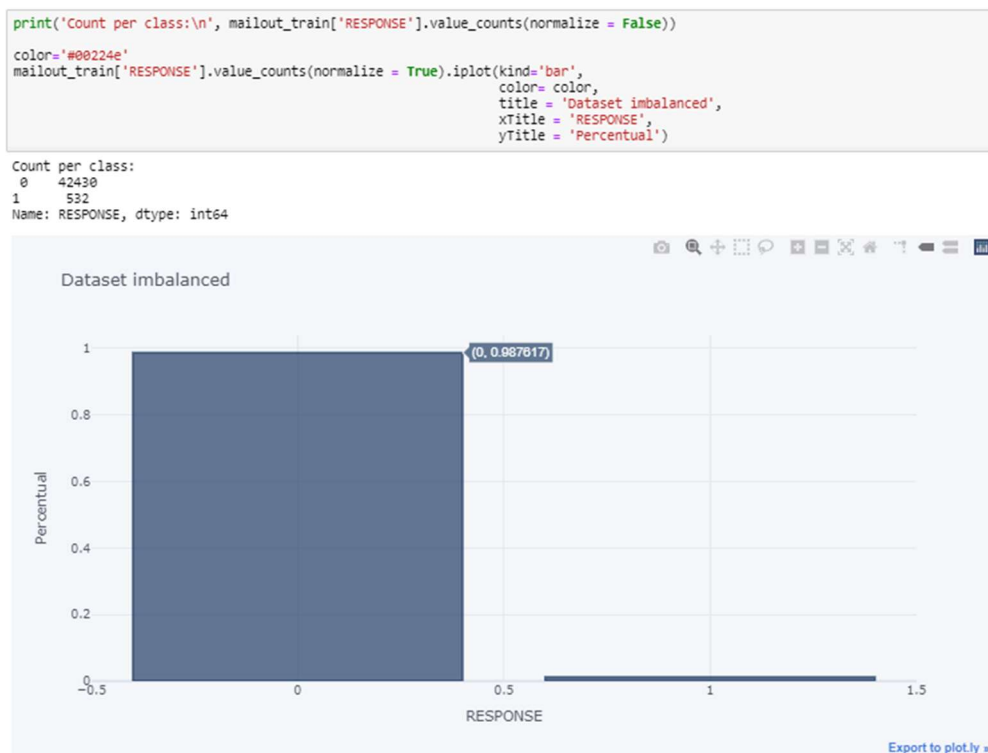 print('Count per class:\n', mailout_train['RESPONSE'].value_counts(normalize = False))
color='#00224e'
mailout_train['RESPONSE'].value_counts(normalize = True).iplot(kind='bar',
color= color,
title = 'Dataset imbalanced',
xTitle = 'RESPONSE',
yTitle = 'Percentual')
Count per class:
0 42430
1 532
Name: RESPONSE, dtype: int64
Dataset imbalanced
(0, 0.987617)
1
0.8
0.6
0.4
0.2
0
Percentual
−0.5 0 0.5 1 1.5
RESPONSE
Export to plot.ly »